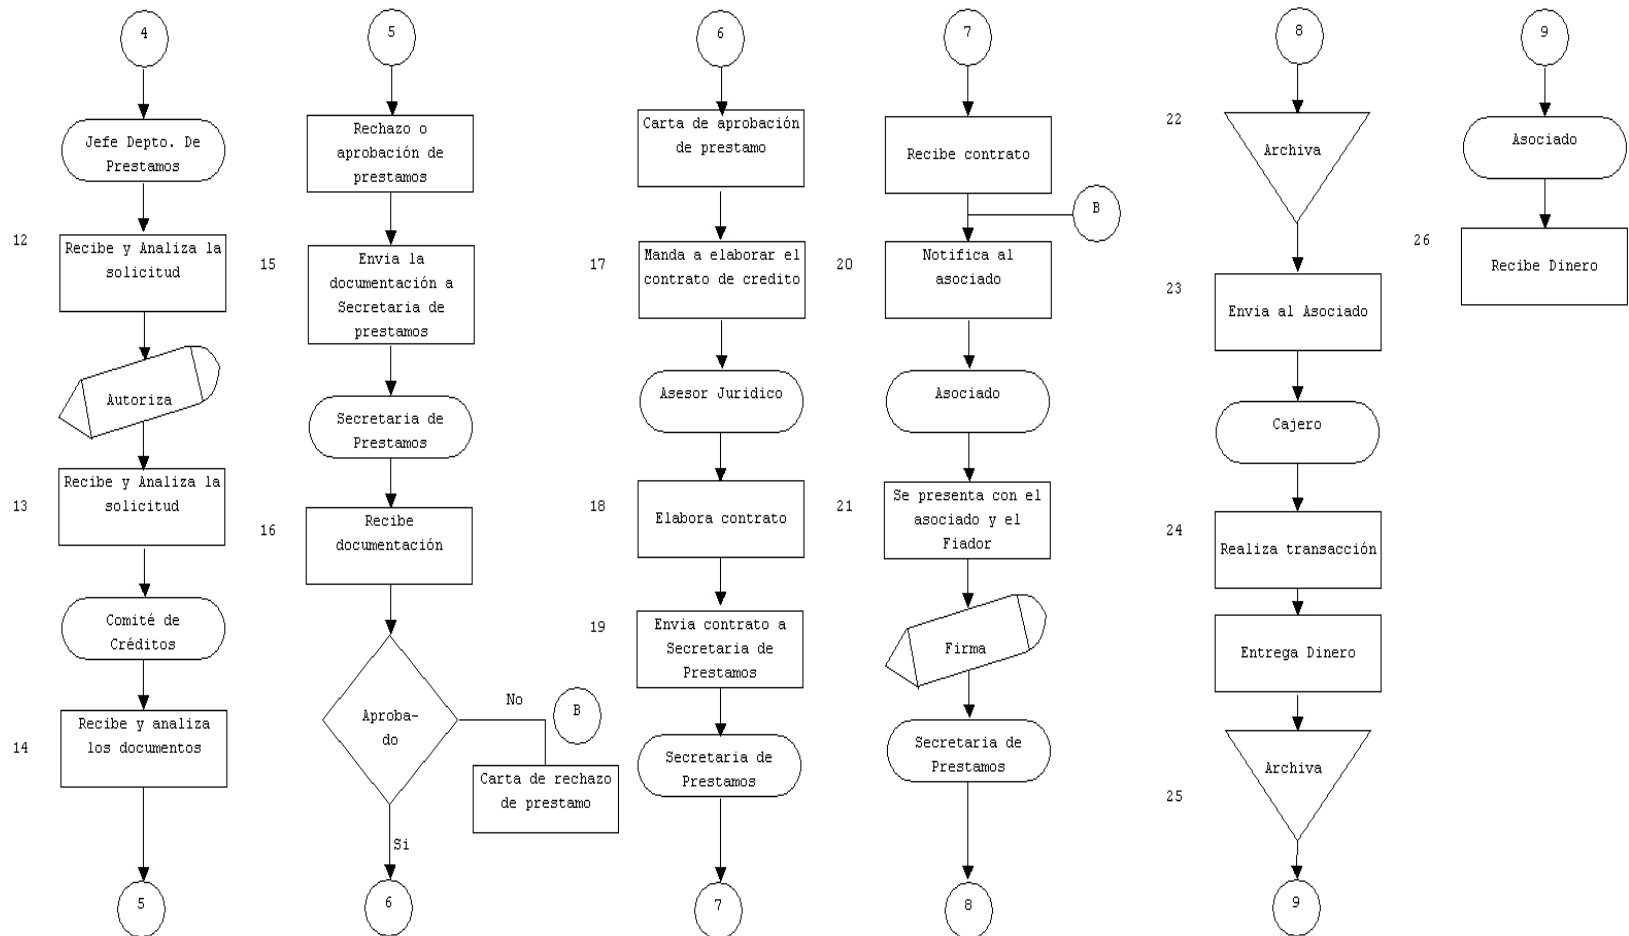 4
Jefe Depto. De
Prestamos
12
Recibe y Analiza la
solicitud
Autoriza
13
Recibe y Analiza la
solicitud
Comité de
Créditos
14
Recibe y analiza
los documentos
5
5
Rechazo o
aprobación de
prestamos
15
Envia la
documentación a
Secretaria de
prestamos
Secretaria de
Prestamos
16
Recibe
documentación
Aproba-
do
No
B
Carta de rechazo
de prestamo
Si
6
6
Carta de aprobación
de prestamo
17
Manda a elaborar el
contrato de credito
Asesor Juridico
18
Elabora contrato
19
Envia contrato a
Secretaria de
Prestamos
Secretaria de
Prestamos
7
7
Recibe contrato
B
20
Notifica al
asociado
Asociado
21
Se presenta con el
asociado y el
Fiador
Firma
Secretaria de
Prestamos
8
8
22
Archiva
23
Envia al Asociado
Cajero
24
Realiza transacción
Entrega Dinero
Archiva
25
9
9
Asociado
26
Recibe Dinero